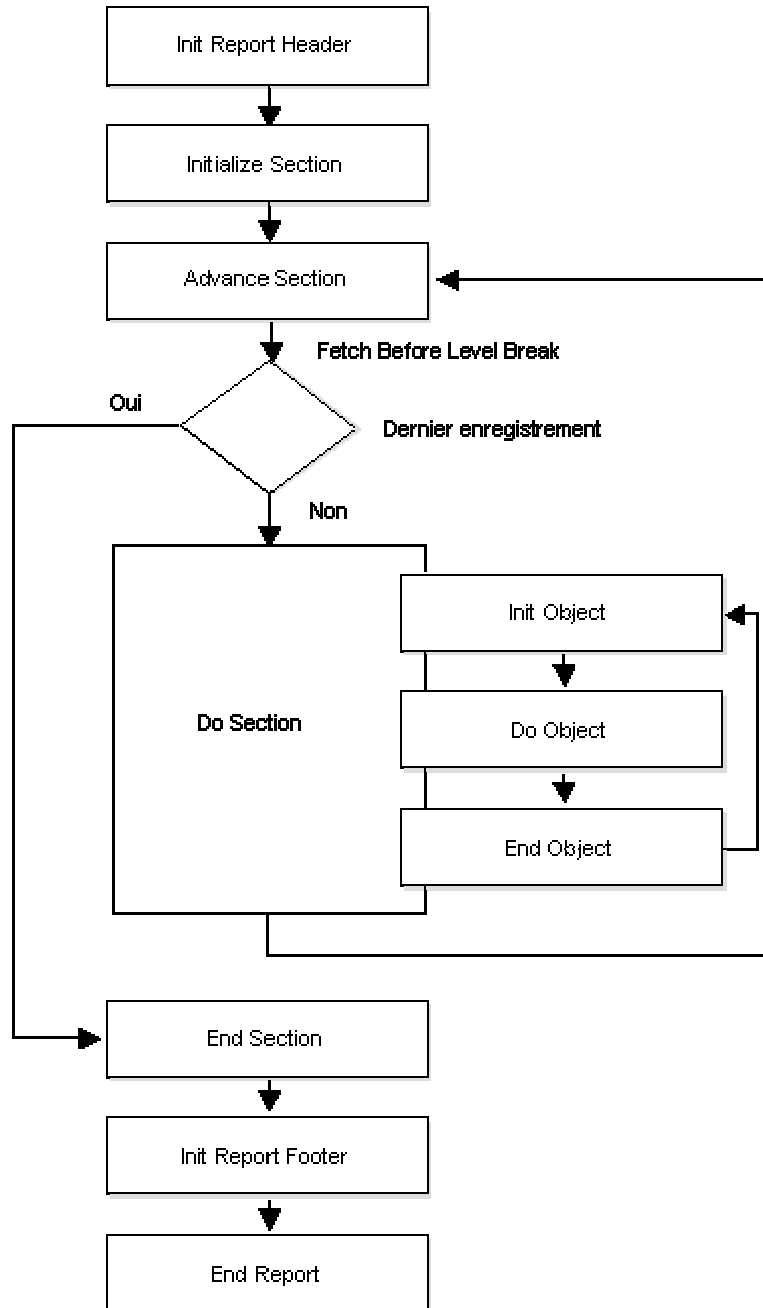 Init Report Header
Initialize Section
Advance Section
Fetch Before Level Break
Oui
Dernier enregistrement
Non
Init Object
Do Section
Do Object
End Object
End Section
Init Report Footer
End Report